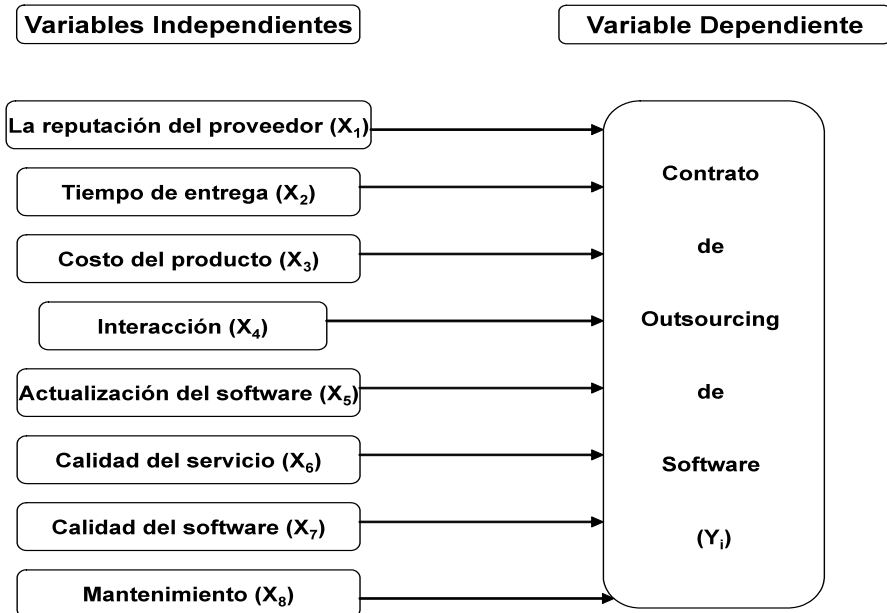 Variables Independientes
Variable Dependiente
La reputación del proveedor (X₁)
Tiempo de entrega (X₂)
Costo del producto (X₃)
Interacción (X₄)
Actualización del software (X₅)
Calidad del servicio (X₆)
Calidad del software (X₇)
Mantenimiento (X₈)
Contrato
de
Outsourcing
de
Software
(Yᵢ)